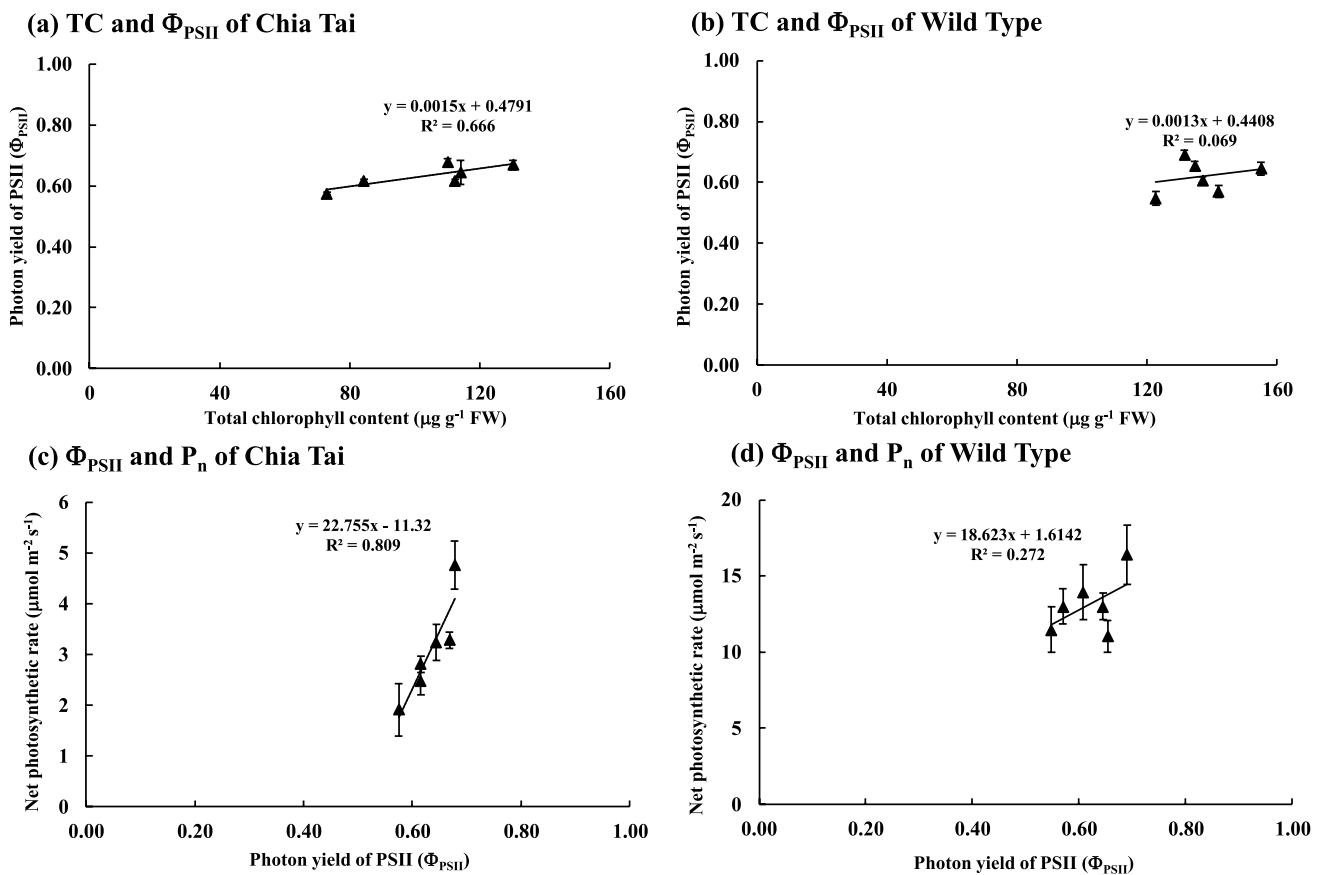 (a) TC and ΦPSII of Chia Tai
Photon yield of PSII (ΦPSII)
1.00
0.80
0.60
0.40
0.20
0.00
y = 0.0015x + 0.4791
R² = 0.666
0 40 80 120 160
Total chlorophyll content (µg g⁻¹ FW)
(b) TC and ΦPSII of Wild Type
Photon yield of PSII (ΦPSII)
1.00
0.80
0.60
0.40
0.20
0.00
y = 0.0013x + 0.4408
R² = 0.069
0 40 80 120 160
Total chlorophyll content (µg g⁻¹ FW)
(c) ΦPSII and Pn of Chia Tai
Net photosynthetic rate (µmol m⁻² s⁻¹)
6
5
4
3
2
1
0
y = 22.755x - 11.32
R² = 0.809
0.00 0.20 0.40 0.60 0.80 1.00
Photon yield of PSII (ΦPSII)
(d) ΦPSII and Pn of Wild Type
Net photosynthetic rate (µmol m⁻² s⁻¹)
20
15
10
5
0
y = 18.623x + 1.6142
R² = 0.272
0.00 0.20 0.40 0.60 0.80 1.00
Photon yield of PSII (ΦPSII)